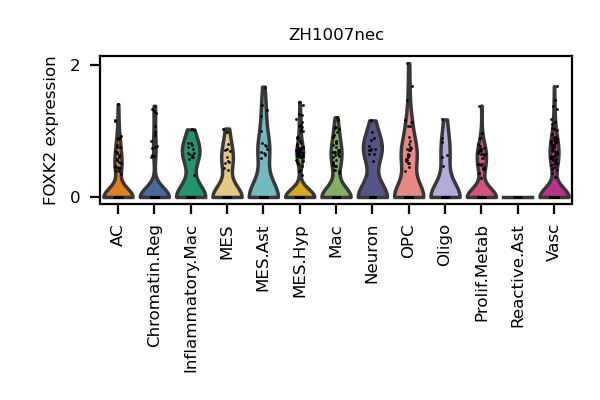 ZH1007nec
FOXK2 expression
2
0
AC
Chromatin.Reg
Inflammatory.Mac
MES
MES.Ast
MES.Hyp
Mac
Neuron
OPC
Oligo
Prolif.Metab
Reactive.Ast
Vasc